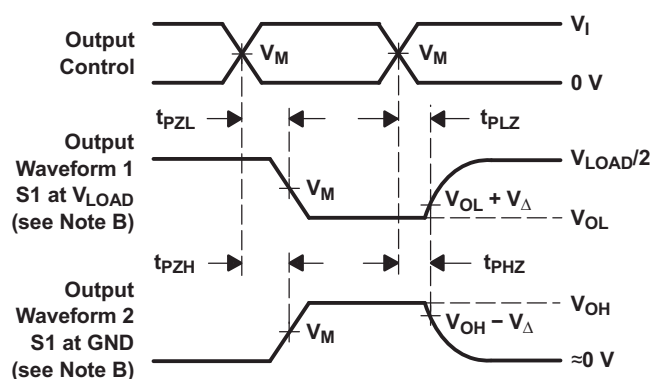 Output
Control
V_M
V_M
V_I
0 V
t_PZL
t_PLZ
Output
Waveform 1
S1 at V_LOAD
(see Note B)
V_M
V_LOAD/2
V_OL + V_Δ
V_OL
t_PZH
t_PHZ
Output
Waveform 2
S1 at GND
(see Note B)
V_M
V_OH
V_OH − V_Δ
≈0 V